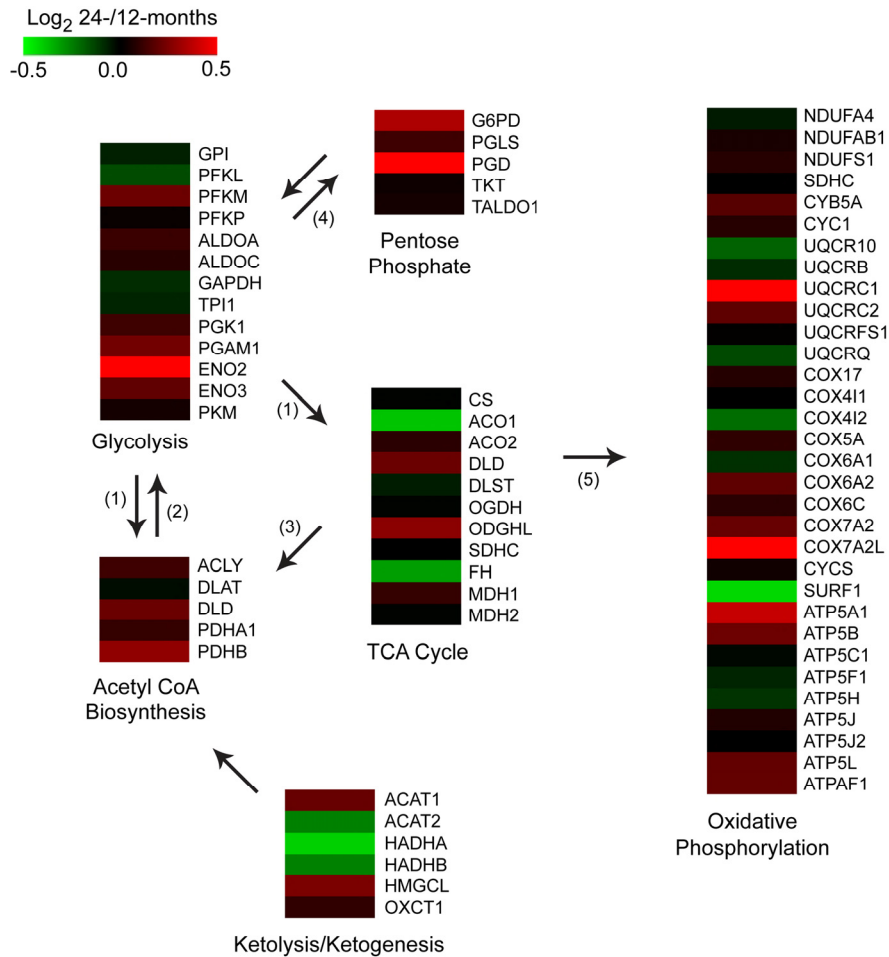 Log2 24-/12-months
-0.5 0.0 0.5
GPI
PFKL
PFKM
PFKP
ALDOA
ALDOC
GAPDH
TPI1
PGK1
PGAM1
ENO2
ENO3
PKM
Glycolysis
(4)
G6PD
PGLS
PGD
TKT
TALDO1
Pentose
Phosphate
(1)
(1)
(2)
(3)
CS
ACO1
ACO2
DLD
DLST
OGDH
ODGHL
SDHC
FH
MDH1
MDH2
TCA Cycle
(5)
ACLY
DLAT
DLD
PDHA1
PDHB
Acetyl CoA
Biosynthesis
ACAT1
ACAT2
HADHA
HADHB
HMGCL
OXCT1
Ketolysis/Ketogenesis
NDUFA4
NDUFAB1
NDUFS1
SDHC
CYB5A
CYC1
UQCR10
UQCRB
UQCRC1
UQCRC2
UQCRFS1
UQCRQ
COX17
COX4I1
COX4I2
COX5A
COX6A1
COX6A2
COX6C
COX7A2
COX7A2L
CYCS
SURF1
ATP5A1
ATP5B
ATP5C1
ATP5F1
ATP5H
ATP5J
ATP5J2
ATP5L
ATPAF1
Oxidative
Phosphorylation